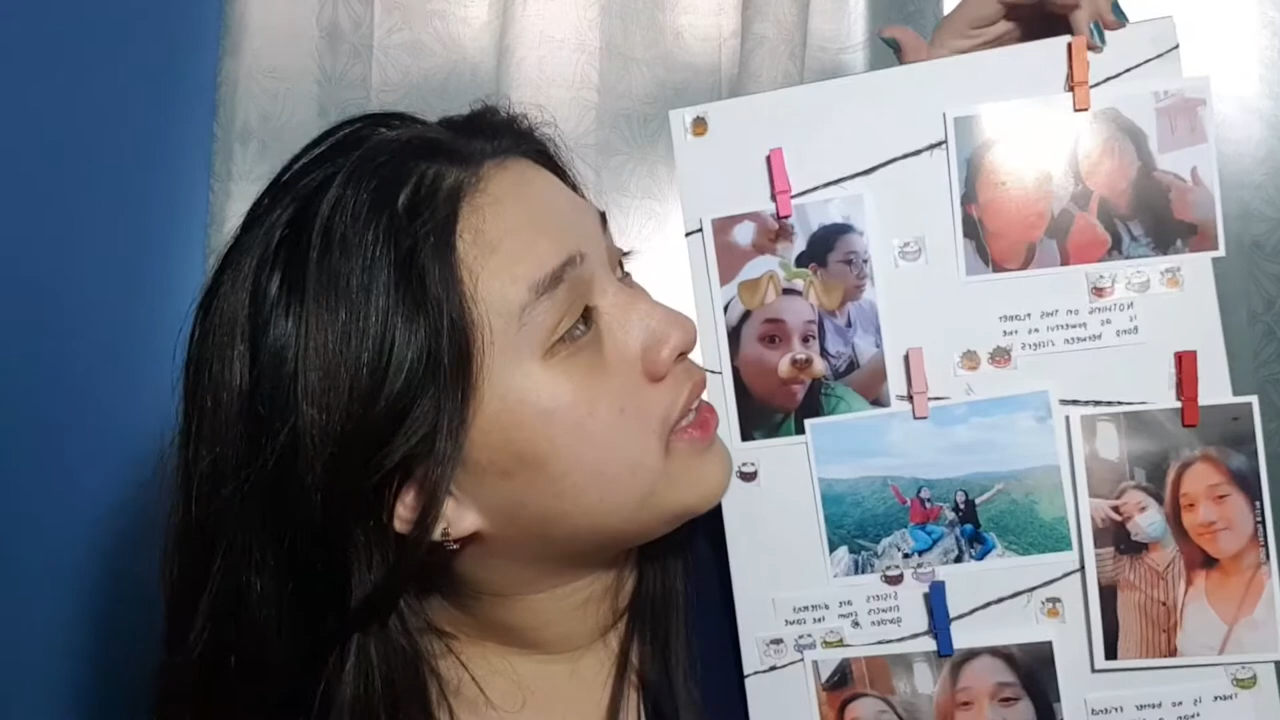 NOTHING ON THIS PLANET
is as powerful as the
Bond between sisters
sisters are different
flowers from the same
garden
There is no better friend
than